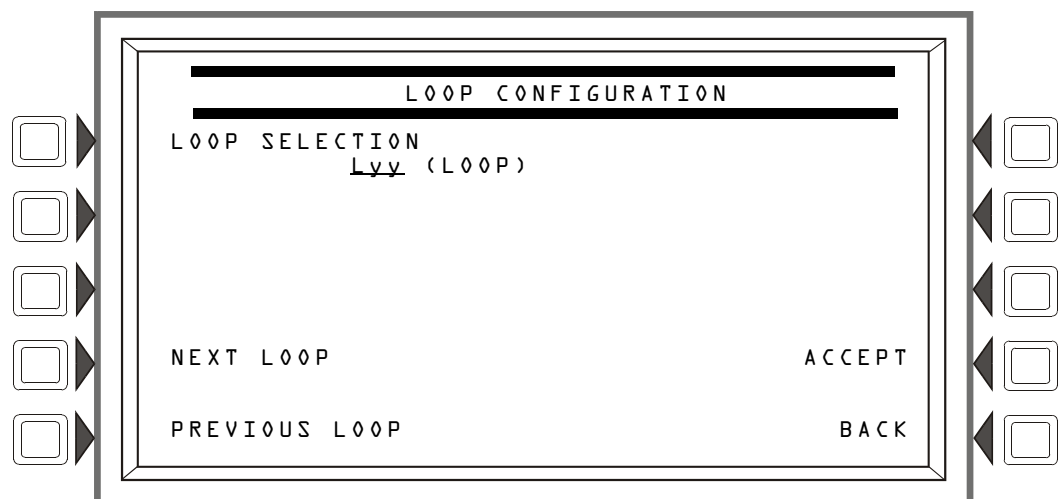 LOOP CONFIGURATION
LOOP SELECTION
Lyy (LOOP)
NEXT LOOP
ACCEPT
PREVIOUS LOOP
BACK